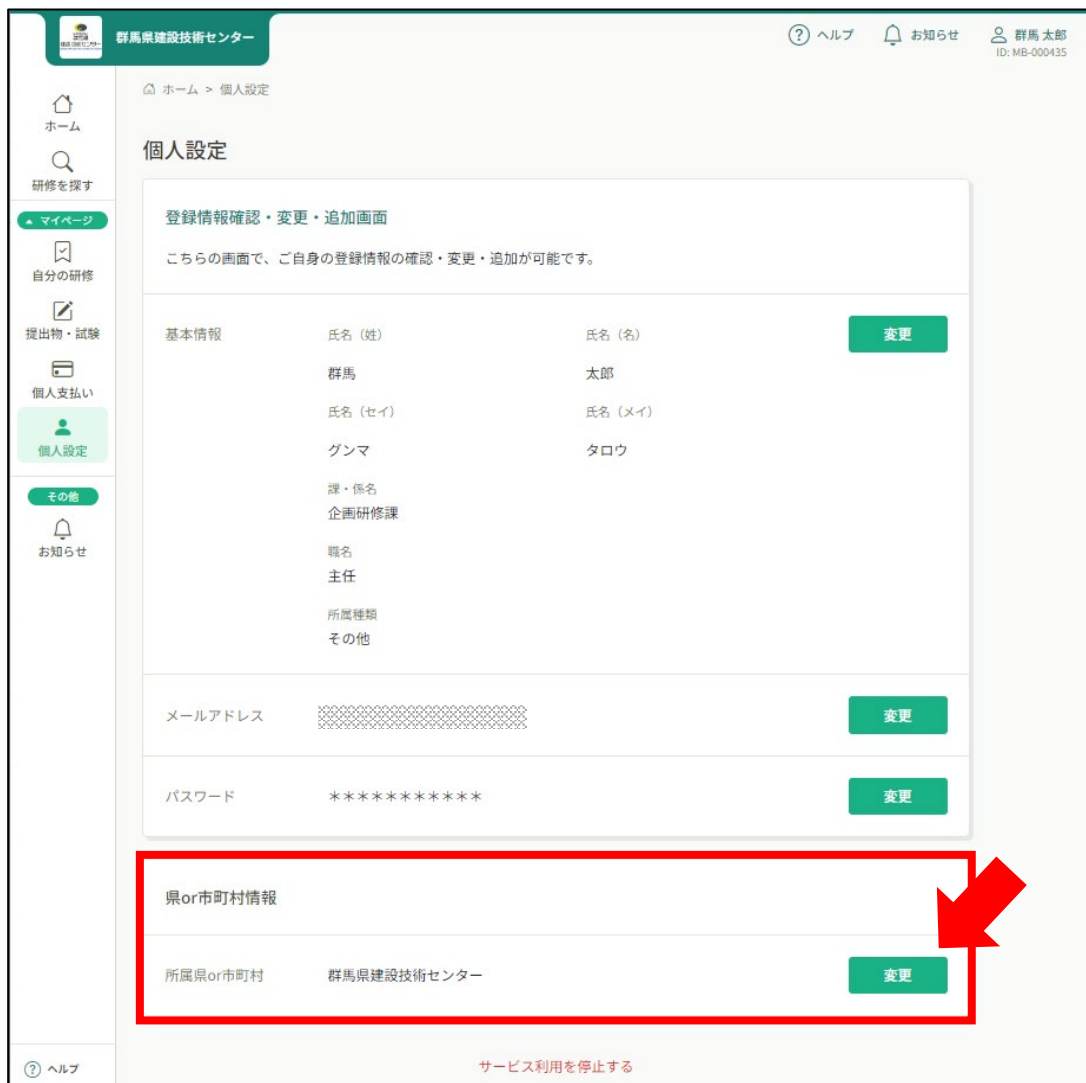 群馬県建設技術センター
ヘルプ
お知らせ
群馬 太郎
ID: MB-000435
ホーム
研修を探す
マイページ
自分の研修
提出物・試験
個人支払い
個人設定
その他
お知らせ
ヘルプ
ホーム > 個人設定
個人設定
登録情報確認・変更・追加画面
こちらの画面で、ご自身の登録情報の確認・変更・追加が可能です。
基本情報
氏名（姓） 氏名（名）
変更
群馬 太郎
氏名（セイ） 氏名（メイ）
グンマ タロウ
課・係名
企画研修課
職名
主任
所属種類
その他
メールアドレス 変更
パスワード ＊＊＊＊＊＊＊＊＊＊＊ 変更
県or市町村情報
所属県or市町村 群馬県建設技術センター 変更
サービス利用を停止する